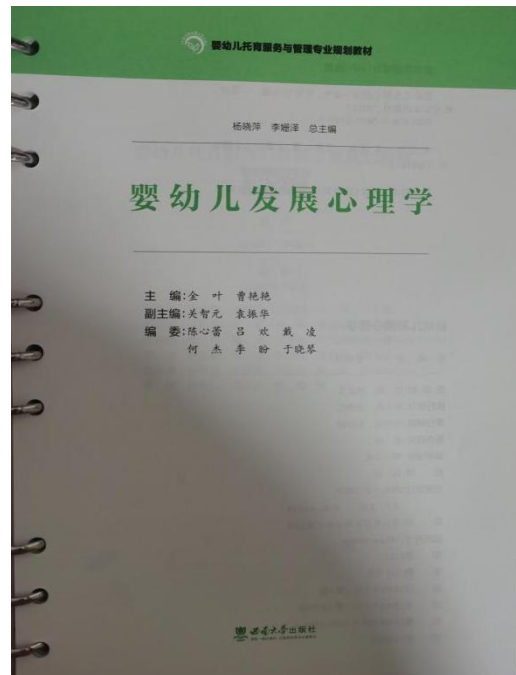 婴幼儿托育服务与管理专业规划教材
杨晓萍 李姗泽 总主编
婴幼儿发展心理学
主 编:金 叶 曹艳艳
副主编:关智元 袁振华
编 委:陈心蕾 吕 欢 戴 凌
何 杰 李 盼 于晓琴
西南大学出版社